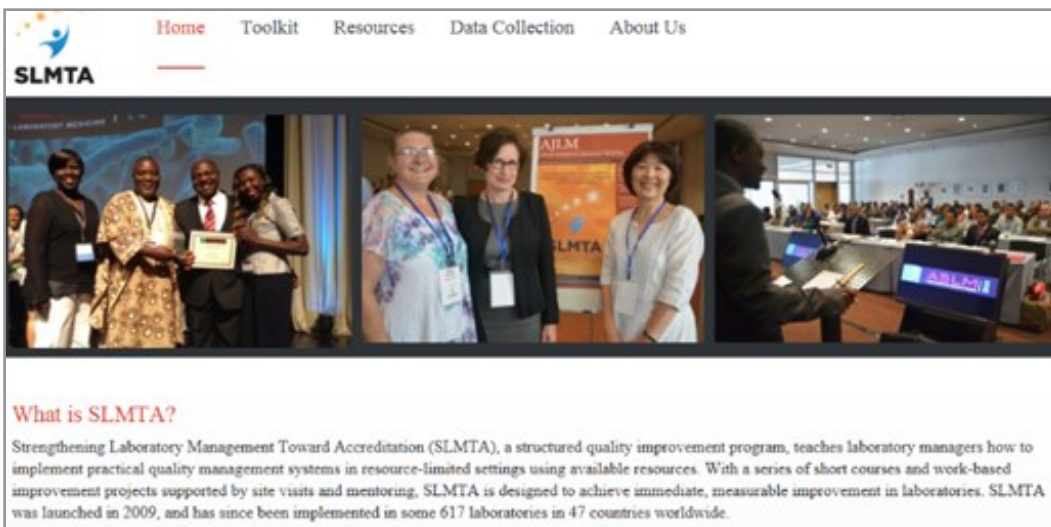 Home Toolkit Resources Data Collection About Us
SLMTA
LABORATORY MEDICINE
AJLM
SLMTA
ASLM
What is SLMTA?
Strengthening Laboratory Management Toward Accreditation (SLMTA), a structured quality improvement program, teaches laboratory managers how to
implement practical quality management systems in resource-limited settings using available resources. With a series of short courses and work-based
improvement projects supported by site visits and mentoring, SLMTA is designed to achieve immediate, measurable improvement in laboratories. SLMTA
was launched in 2009, and has since been implemented in some 617 laboratories in 47 countries worldwide.